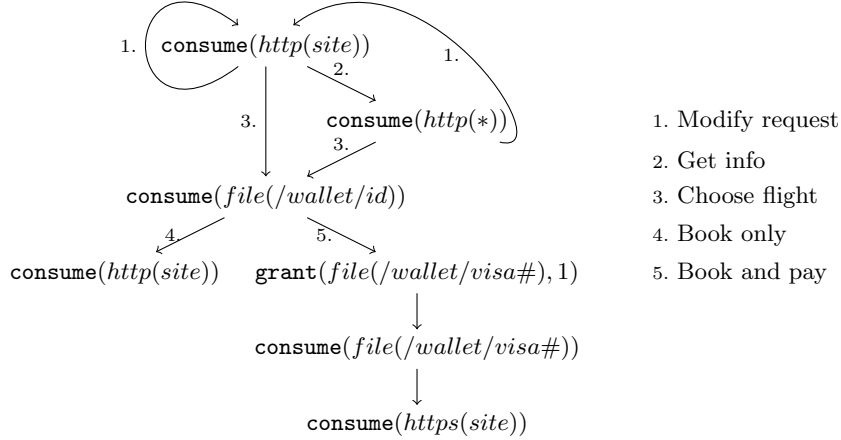 1.
consume(http(site))
1.
2.
3.
consume(http(∗))
1. Modify request
3.
2. Get info
consume(file(/wallet/id))
3. Choose flight
4.
5.
4. Book only
consume(http(site))
grant(file(/wallet/visa#), 1)
5. Book and pay
consume(file(/wallet/visa#))
consume(https(site))